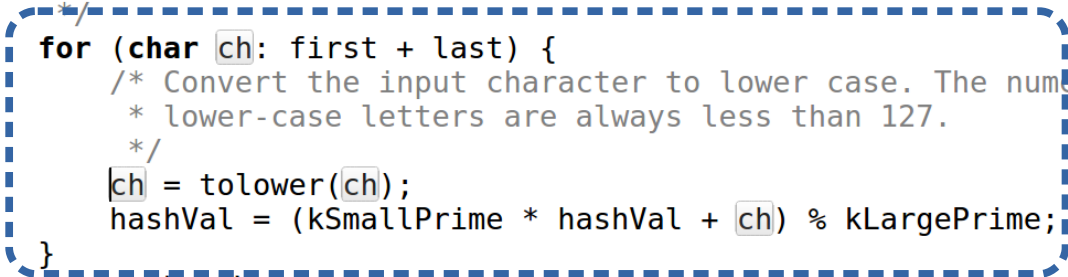 */
for (char ch: first + last) {
/* Convert the input character to lower case. The nume
* lower-case letters are always less than 127.
*/
ch = tolower(ch);
hashVal = (kSmallPrime * hashVal + ch) % kLargePrime;
}